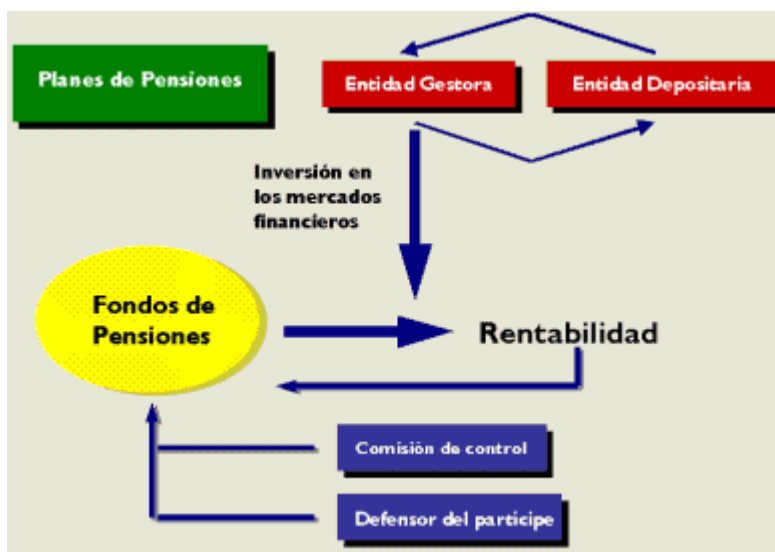 Planes de Pensiones
Entidad Gestora
Entidad Depositaria
Inversión en
los mercados
financieros
Fondos de
Pensiones
Rentabilidad
Comisión de control
Defensor del partícipe